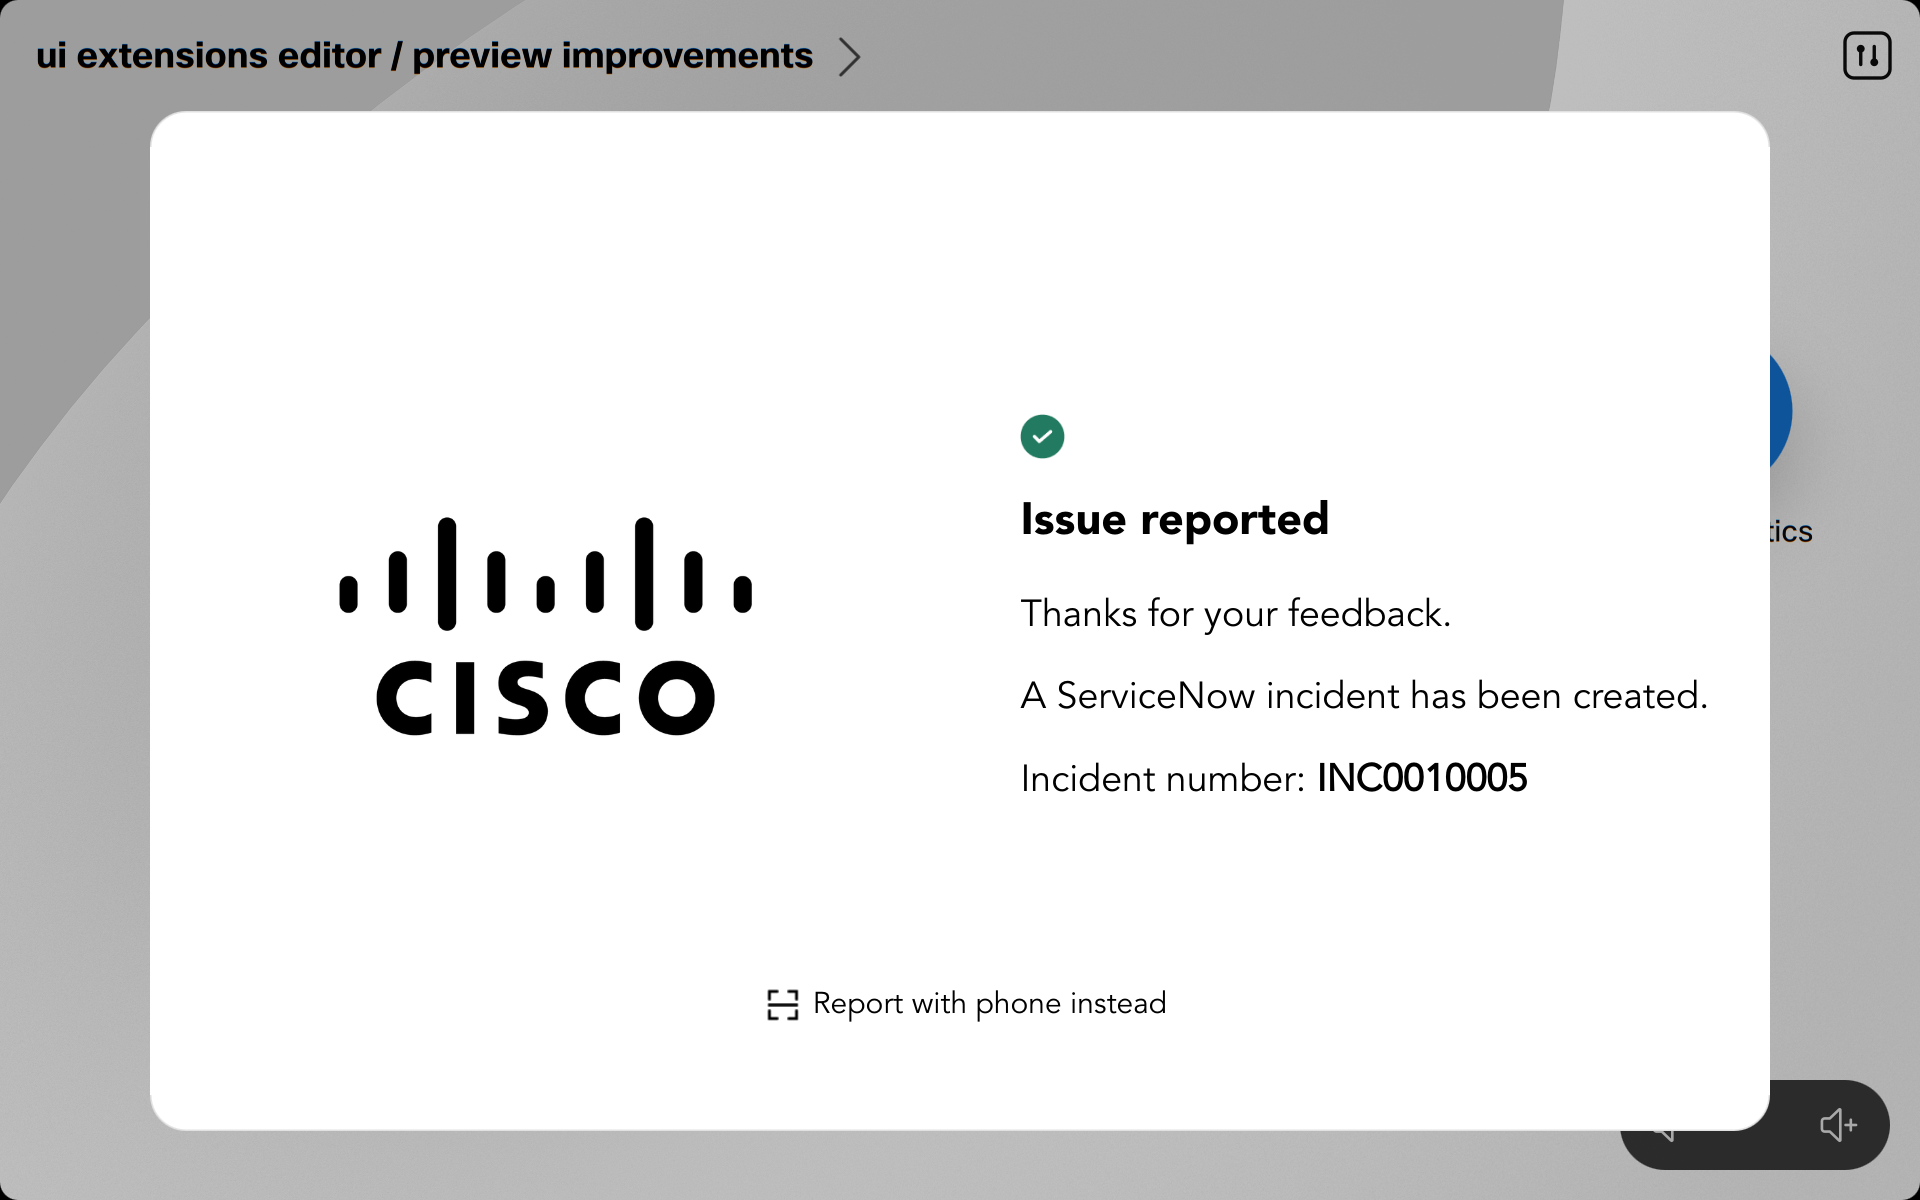 ui extensions editor / preview improvements
CISCO
Issue reported
tics
Thanks for your feedback.
A ServiceNow incident has been created.
Incident number: INC0010005
Report with phone instead